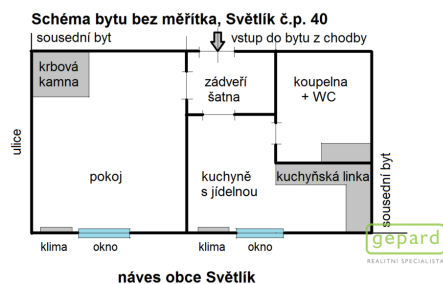 Schéma bytu bez měřítka, Světlík č.p. 40
sousední byt
vstup do bytu z chodby
krbová
kamna
zádveří
šatna
koupelna
+ WC
ulice
pokoj
kuchyně
s jídelnou
kuchyňská linka
sousední byt
klima
okno
klima
okno
gepard
REALITNÍ SPECIALISTA
náves obce Světlík